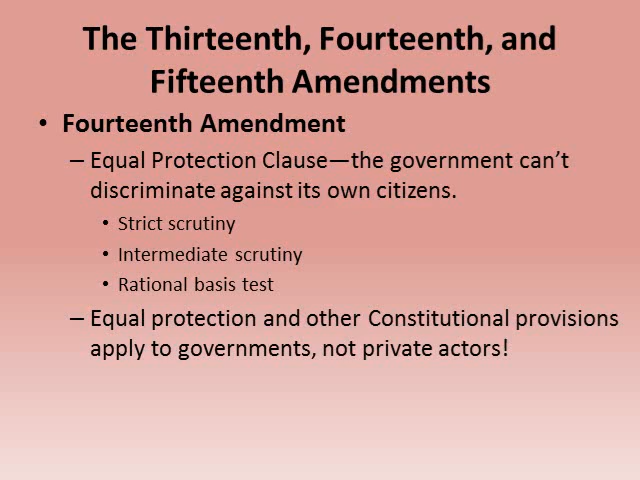 The Thirteenth, Fourteenth, and
Fifteenth Amendments
• Fourteenth Amendment
– Equal Protection Clause—the government can’t
discriminate against its own citizens.
• Strict scrutiny
• Intermediate scrutiny
• Rational basis test
– Equal protection and other Constitutional provisions
apply to governments, not private actors!